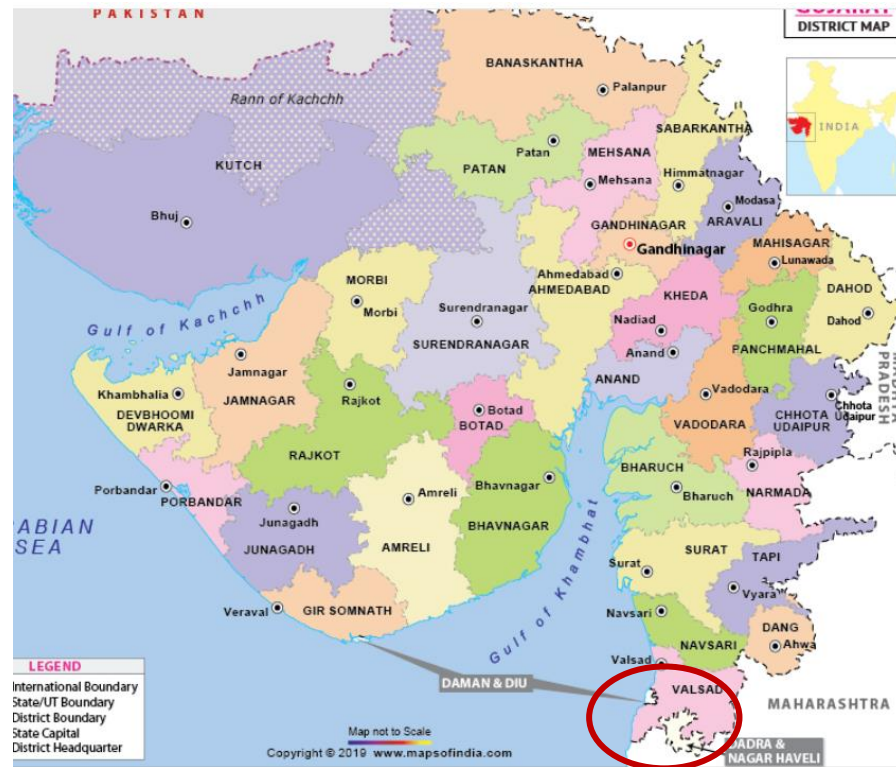 PAKISTAN
GUJARAT
DISTRICT MAP
INDIA
Rann of Kachchh
BANASKANTHA
Palanpur
SABARKANTHA
Himmatnagar
PATAN
Patan
MEHSANA
Mehsana
KUTCH
Bhuj
GANDHINAGAR
Gandhinagar
Modasa
ARAVALI
MAHISAGAR
Lunawada
MORBI
Morbi
Ahmedabad
AHMEDABAD
KHEDA
Nadiad
Godhra
PANCHMAHAL
DAHOD
Dahod
Gulf of Kachchh
Surendranagar
SURENDRANAGAR
Anand
ANAND
Jamnagar
JAMNAGAR
Khambhalia
DEVBHOOMI
DWARKA
Rajkot
RAJKOT
Botad
BOTAD
Vadodara
VADODARA
CHHOTA
UDAIPUR
Chhota
Udaipur
PRADESH
Porbandar
PORBANDAR
Junagadh
JUNAGADH
Amreli
AMRELI
Bhavnagar
BHAVNAGAR
BHARUCH
Bharuch
Rajpipla
NARMADA
ABIAN
SEA
Gulf of Khambhat
SURAT
Surat
TAPI
Vyara
Veraval
GIR SOMNATH
Navsari
NAVSARI
DANG
Ahwa
Valsad
VALSAD
DAMAN & DIU
MAHARASHTRA
DADRA &
NAGAR HAVELI
LEGEND
International Boundary
State/UT Boundary
District Boundary
State Capital
District Headquarter
Map not to Scale
Copyright © 2019 www.mapsofindia.com